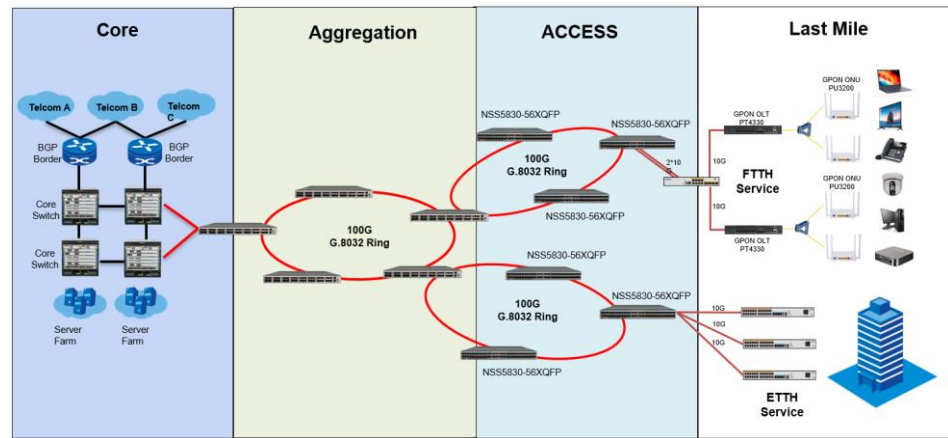 Core
Aggregation
ACCESS
Last Mile
Telcom A
Telcom B
Telcom
C
BGP
Border
BGP
Border
Core
Switch
Core
Switch
Server
Farm
Server
Farm
100G
G.8032 Ring
NSS5830-56XQFP
NSS5830-56XQFP
100G
G.8032 Ring
NSS5830-56XQFP
2*10
G
NSS5830-56XQFP
NSS5830-56XQFP
100G
G.8032 Ring
NSS5830-56XQFP
GPON ONU
PU3200
GPON OLT
PT4330
10G
FTTH
Service
GPON ONU
PU3200
10G
GPON OLT
PT4330
10G
10G
10G
ETTH
Service